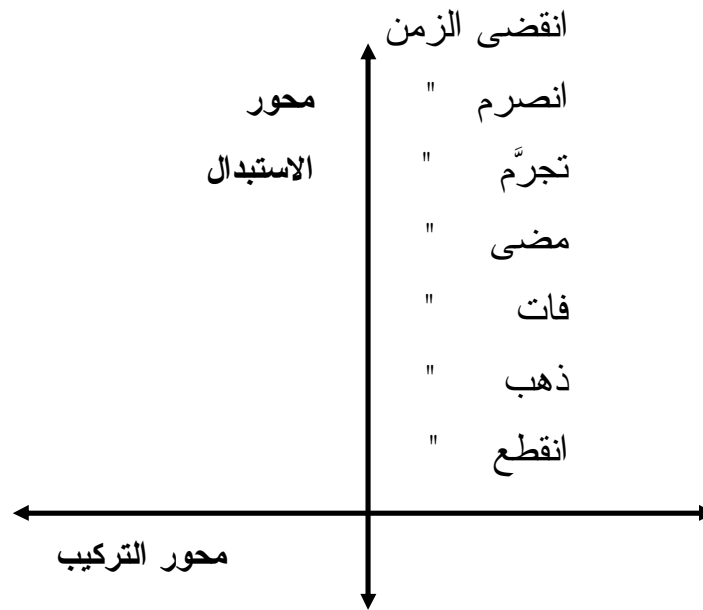 انقضى الزمن
انصرم "
تجرَّم "
مضى "
فات "
ذهب "
انقطع "
محور
الاستبدال
محور التركيب